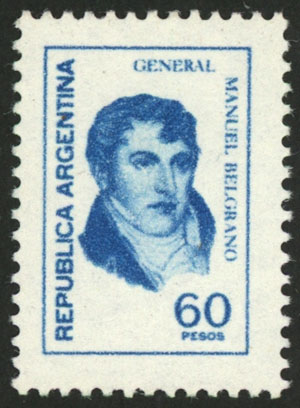 REPUBLICA ARGENTINA
GENERAL
MANUEL BELGRANO
60
PESOS